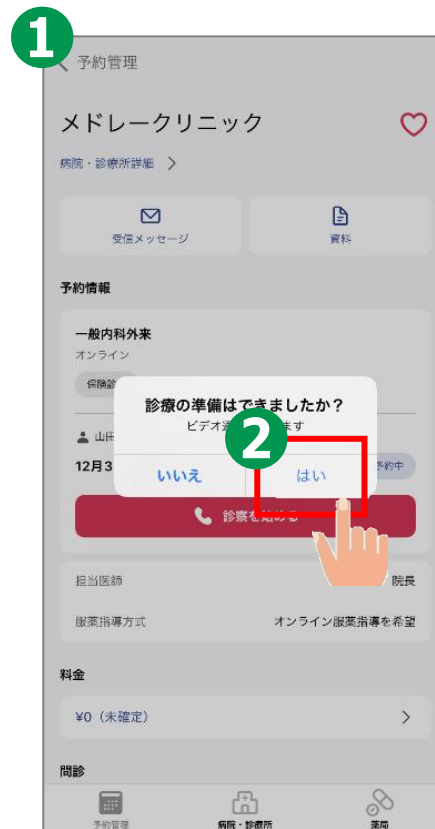 1
予約管理
メドレークリニック
病院・診療所詳細
受信メッセージ
資料
予約情報
一般内科外来
オンライン
保険診
診療の準備はできましたか？
ビデオ通
ます
2
山田
12月3
予約中
いいえ
はい
診察を始める
担当医師
院長
服薬指導方式
オンライン服薬指導を希望
料金
¥0（未確定）
問診
予約管理
病院・診療所
薬局